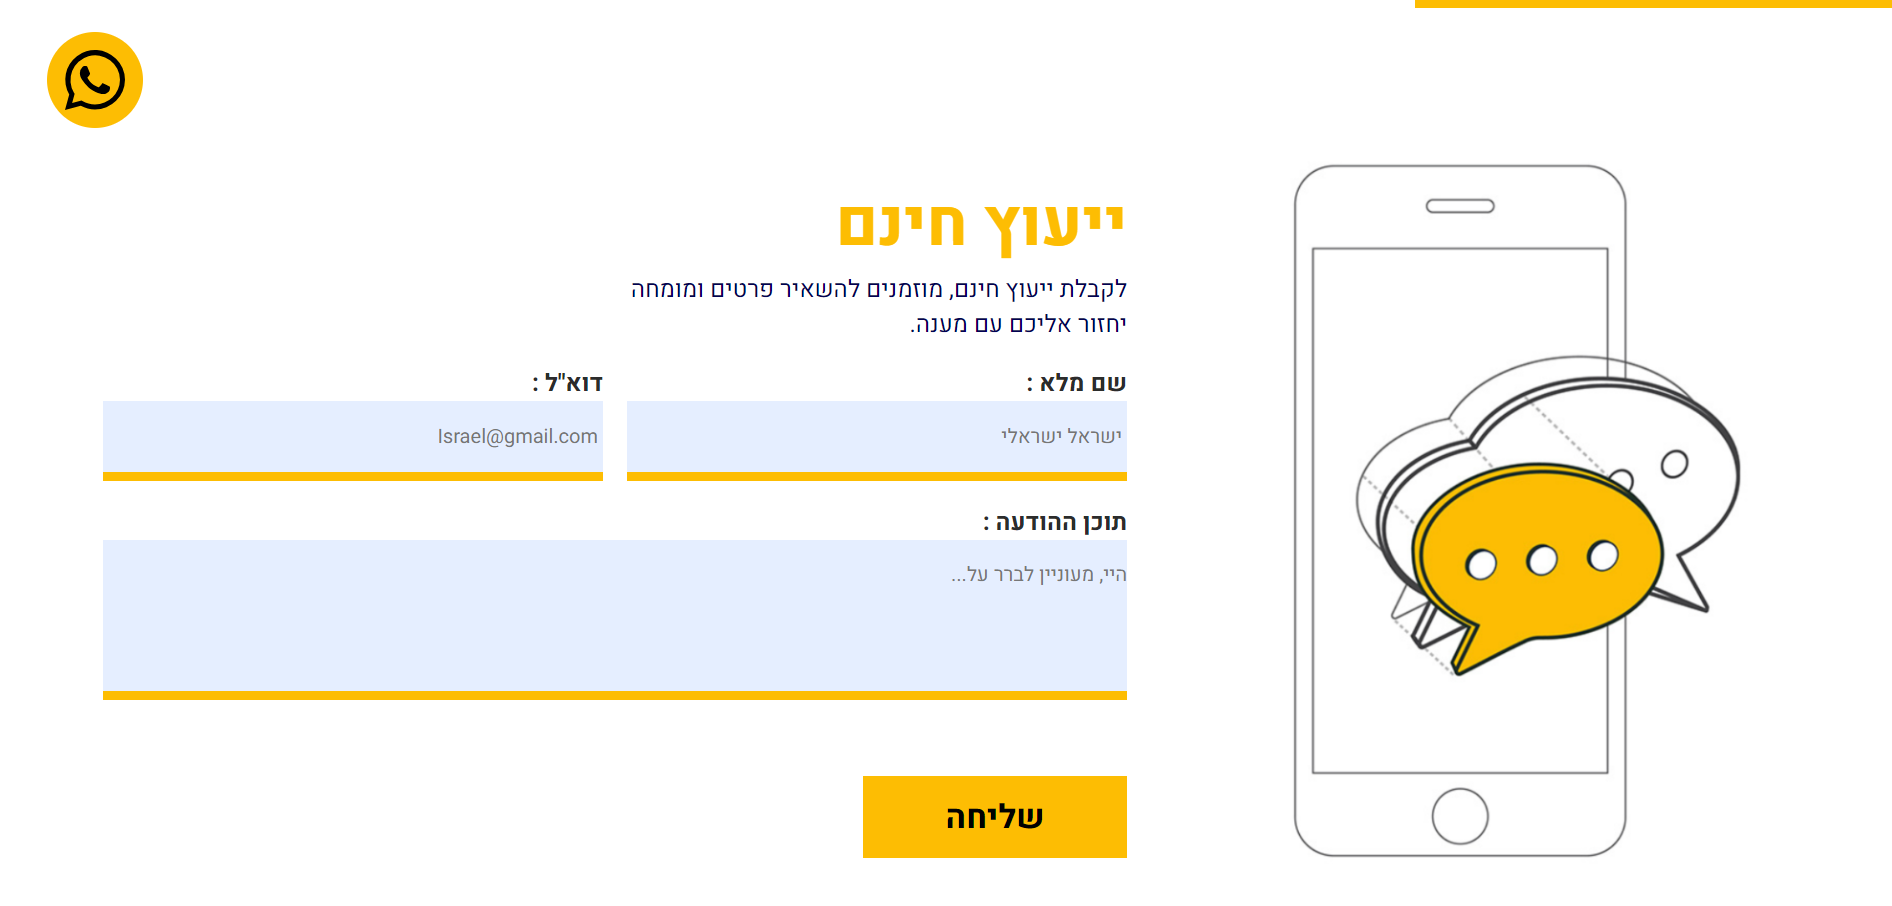 ייעוץ חינם
לקבלת ייעוץ חינם, מוזמנים להשאיר פרטים ומומחה
יחזור אליכם עם מענה.
שם מלא :
ישראל ישראלי
דוא"ל :
Israel@gmail.com
תוכן ההודעה :
היי, מעוניין לברר על...
שליחה